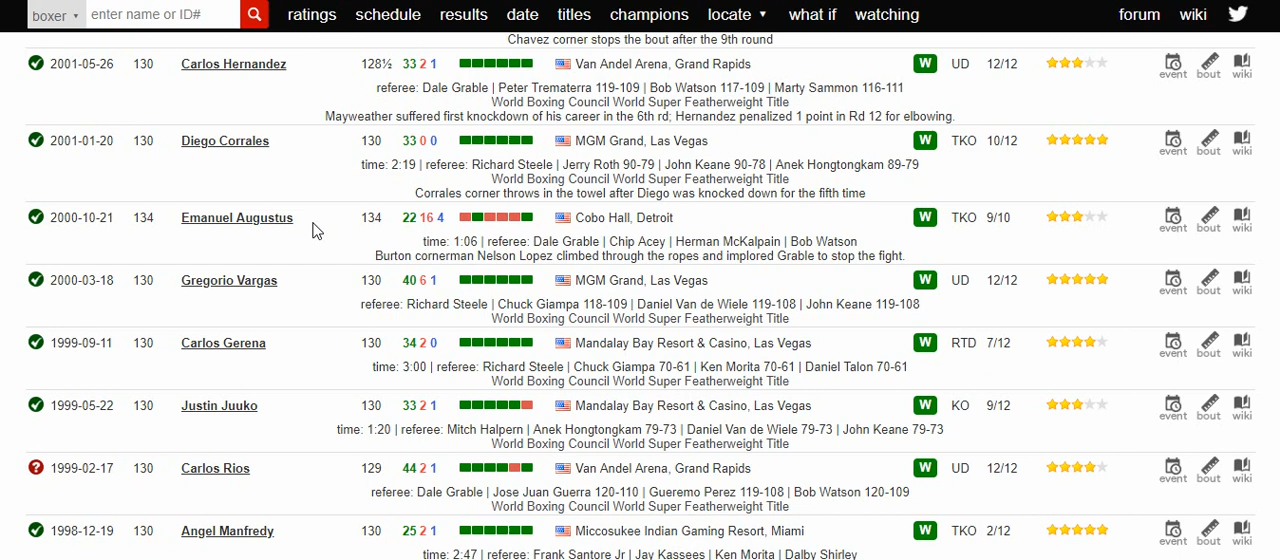 boxer ▾ enter name or ID# ratings schedule results date titles champions locate ▼ what if watching forum wiki
Chavez corner stops the bout after the 9th round
2001-05-26 130 Carlos Hernandez 128½ 33 2 1 Van Andel Arena, Grand Rapids W UD 12/12 event bout wiki
referee: Dale Grable | Peter Trematerra 119-109 | Bob Watson 117-109 | Marty Sammon 116-111
World Boxing Council World Super Featherweight Title
Mayweather suffered first knockdown of his career in the 6th rd; Hernandez penalized 1 point in Rd 12 for elbowing.
2001-01-20 130 Diego Corrales 130 33 0 0 MGM Grand, Las Vegas W TKO 10/12 event bout wiki
time: 2:19 | referee: Richard Steele | Jerry Roth 90-79 | John Keane 90-78 | Anek Hongtongkam 89-79
World Boxing Council World Super Featherweight Title
Corrales corner throws in the towel after Diego was knocked down for the fifth time
2000-10-21 134 Emanuel Augustus 134 22 16 4 Cobo Hall, Detroit W TKO 9/10 event bout wiki
time: 1:06 | referee: Dale Grable | Chip Acey | Herman McKalpain | Bob Watson
Burton cornerman Nelson Lopez climbed through the ropes and implored Grable to stop the fight.
2000-03-18 130 Gregorio Vargas 130 40 6 1 MGM Grand, Las Vegas W UD 12/12 event bout wiki
referee: Richard Steele | Chuck Giampa 118-109 | Daniel Van de Wiele 119-108 | John Keane 119-108
World Boxing Council World Super Featherweight Title
1999-09-11 130 Carlos Gerena 130 34 2 0 Mandalay Bay Resort & Casino, Las Vegas W RTD 7/12 event bout wiki
time: 3:00 | referee: Richard Steele | Chuck Giampa 70-61 | Ken Morita 70-61 | Daniel Talon 70-61
World Boxing Council World Super Featherweight Title
1999-05-22 130 Justin Juuko 130 33 2 1 Mandalay Bay Resort & Casino, Las Vegas W KO 9/12 event bout wiki
time: 1:20 | referee: Mitch Halpern | Anek Hongtongkam 79-73 | Daniel Van de Wiele 79-73 | John Keane 79-73
World Boxing Council World Super Featherweight Title
1999-02-17 130 Carlos Rios 129 44 2 1 Van Andel Arena, Grand Rapids W UD 12/12 event bout wiki
referee: Dale Grable | Jose Juan Guerra 120-110 | Gueremo Perez 119-108 | Bob Watson 120-109
World Boxing Council World Super Featherweight Title
1998-12-19 130 Angel Manfredy 130 25 2 1 Miccosukee Indian Gaming Resort, Miami W TKO 2/12 event bout wiki
time: 2:47 | referee: Frank Santore Jr | Jay Kassees | Ken Morita | Dalby Shirley